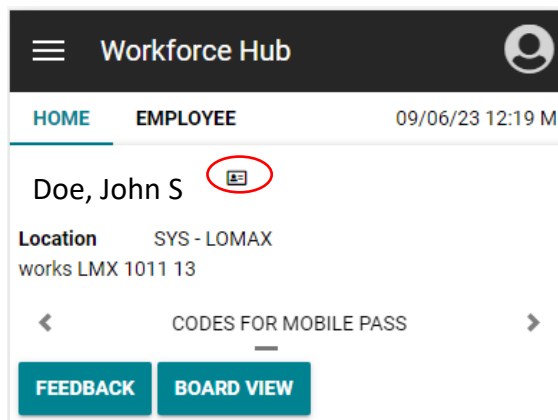 Workforce Hub
HOME EMPLOYEE 09/06/23 12:19 M
Doe, John S
Location SYS - LOMAX
works LMX 1011 13
CODES FOR MOBILE PASS
FEEDBACK BOARD VIEW